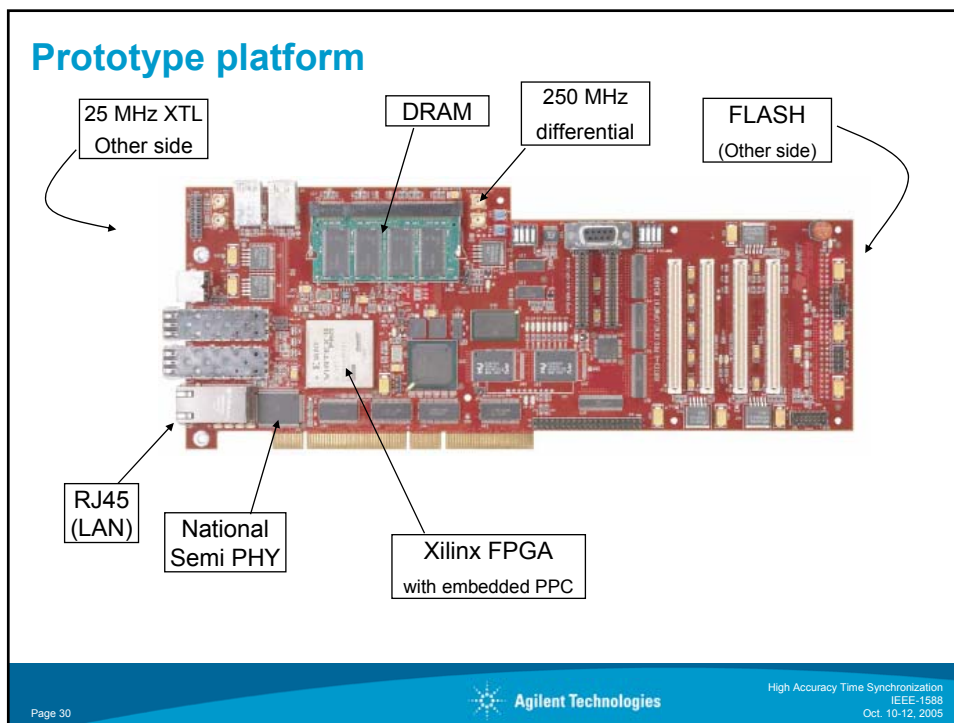 Prototype platform
25 MHz XTL
Other side
DRAM
250 MHz
differential
FLASH
(Other side)
RJ45
(LAN)
National
Semi PHY
Xilinx FPGA
with embedded PPC
Page 30
Agilent Technologies
High Accuracy Time Synchronization
IEEE-1588
Oct. 10-12, 2005